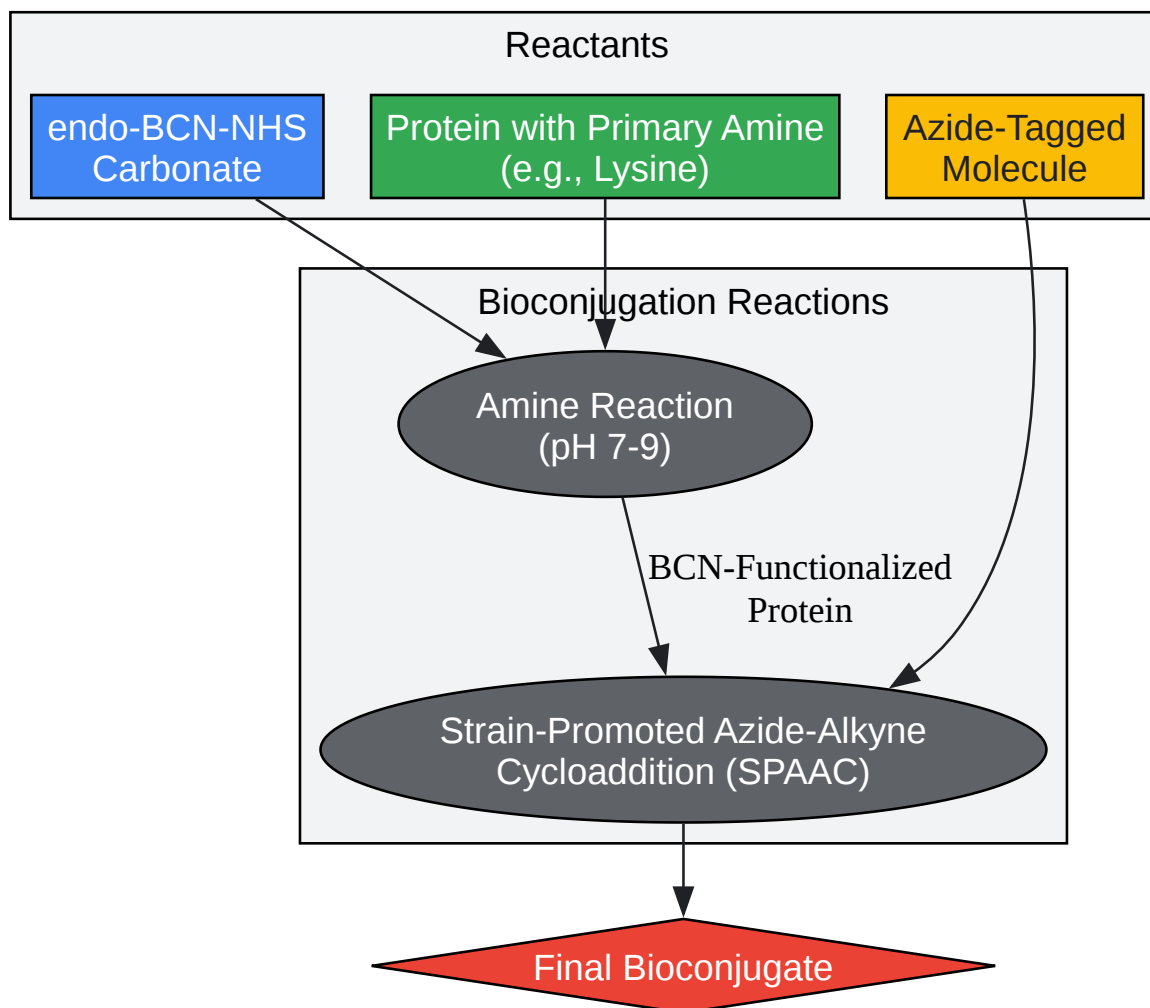 Reactants
endo-BCN-NHS
Carbonate
Protein with Primary Amine
(e.g., Lysine)
Azide-Tagged
Molecule
Bioconjugation Reactions
Amine Reaction
(pH 7-9)
BCN-Functionalized
Protein
Strain-Promoted Azide-Alkyne
Cycloaddition (SPAAC)
Final Bioconjugate